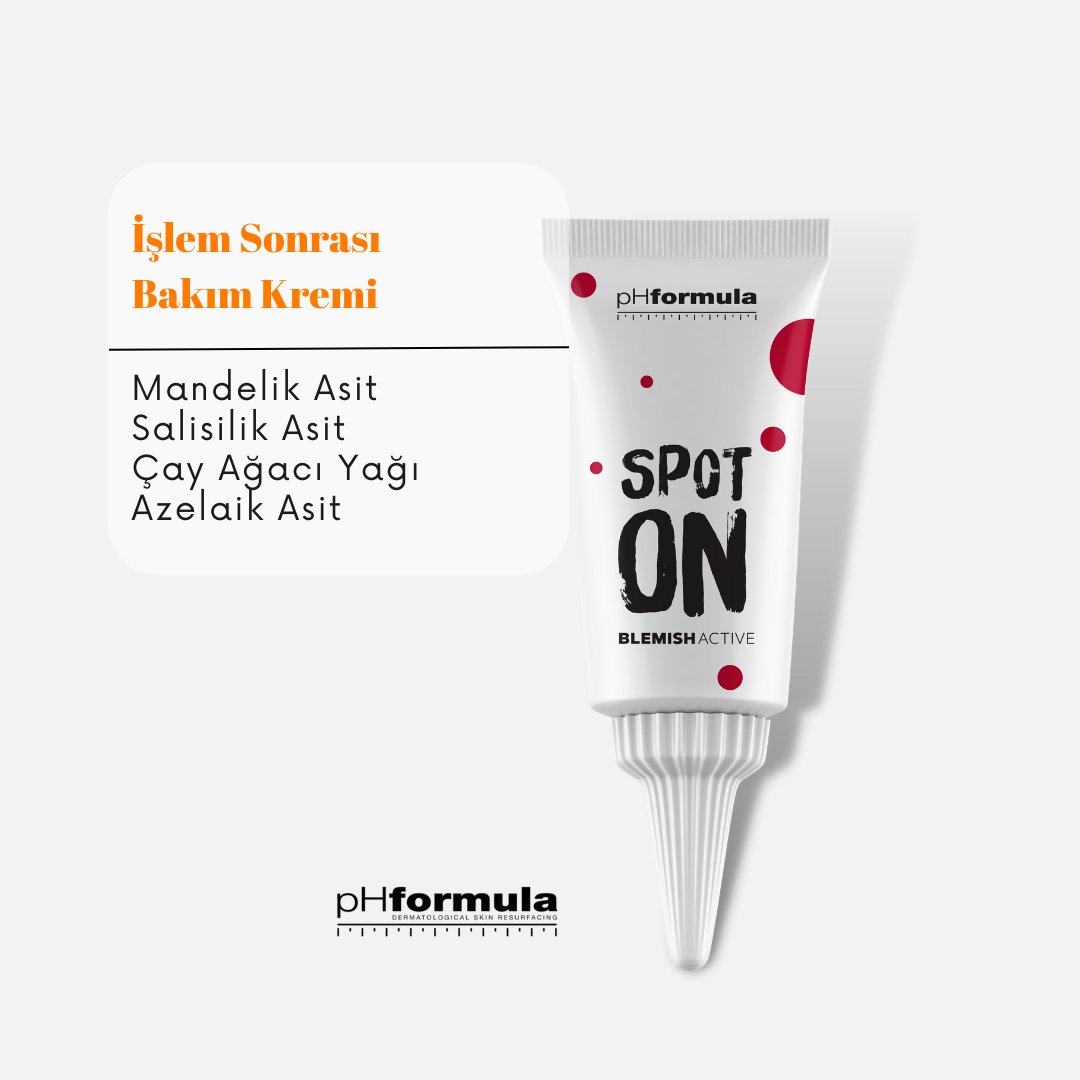 İşlem Sonrası
Bakım Kremi
Mandelik Asit
Salisilik Asit
Çay Ağacı Yağı
Azelaik Asit
pHformula
SPOT
ON
BLEMISH ACTIVE
pHformula
DERMATOLOGICAL SKIN RESURFACING